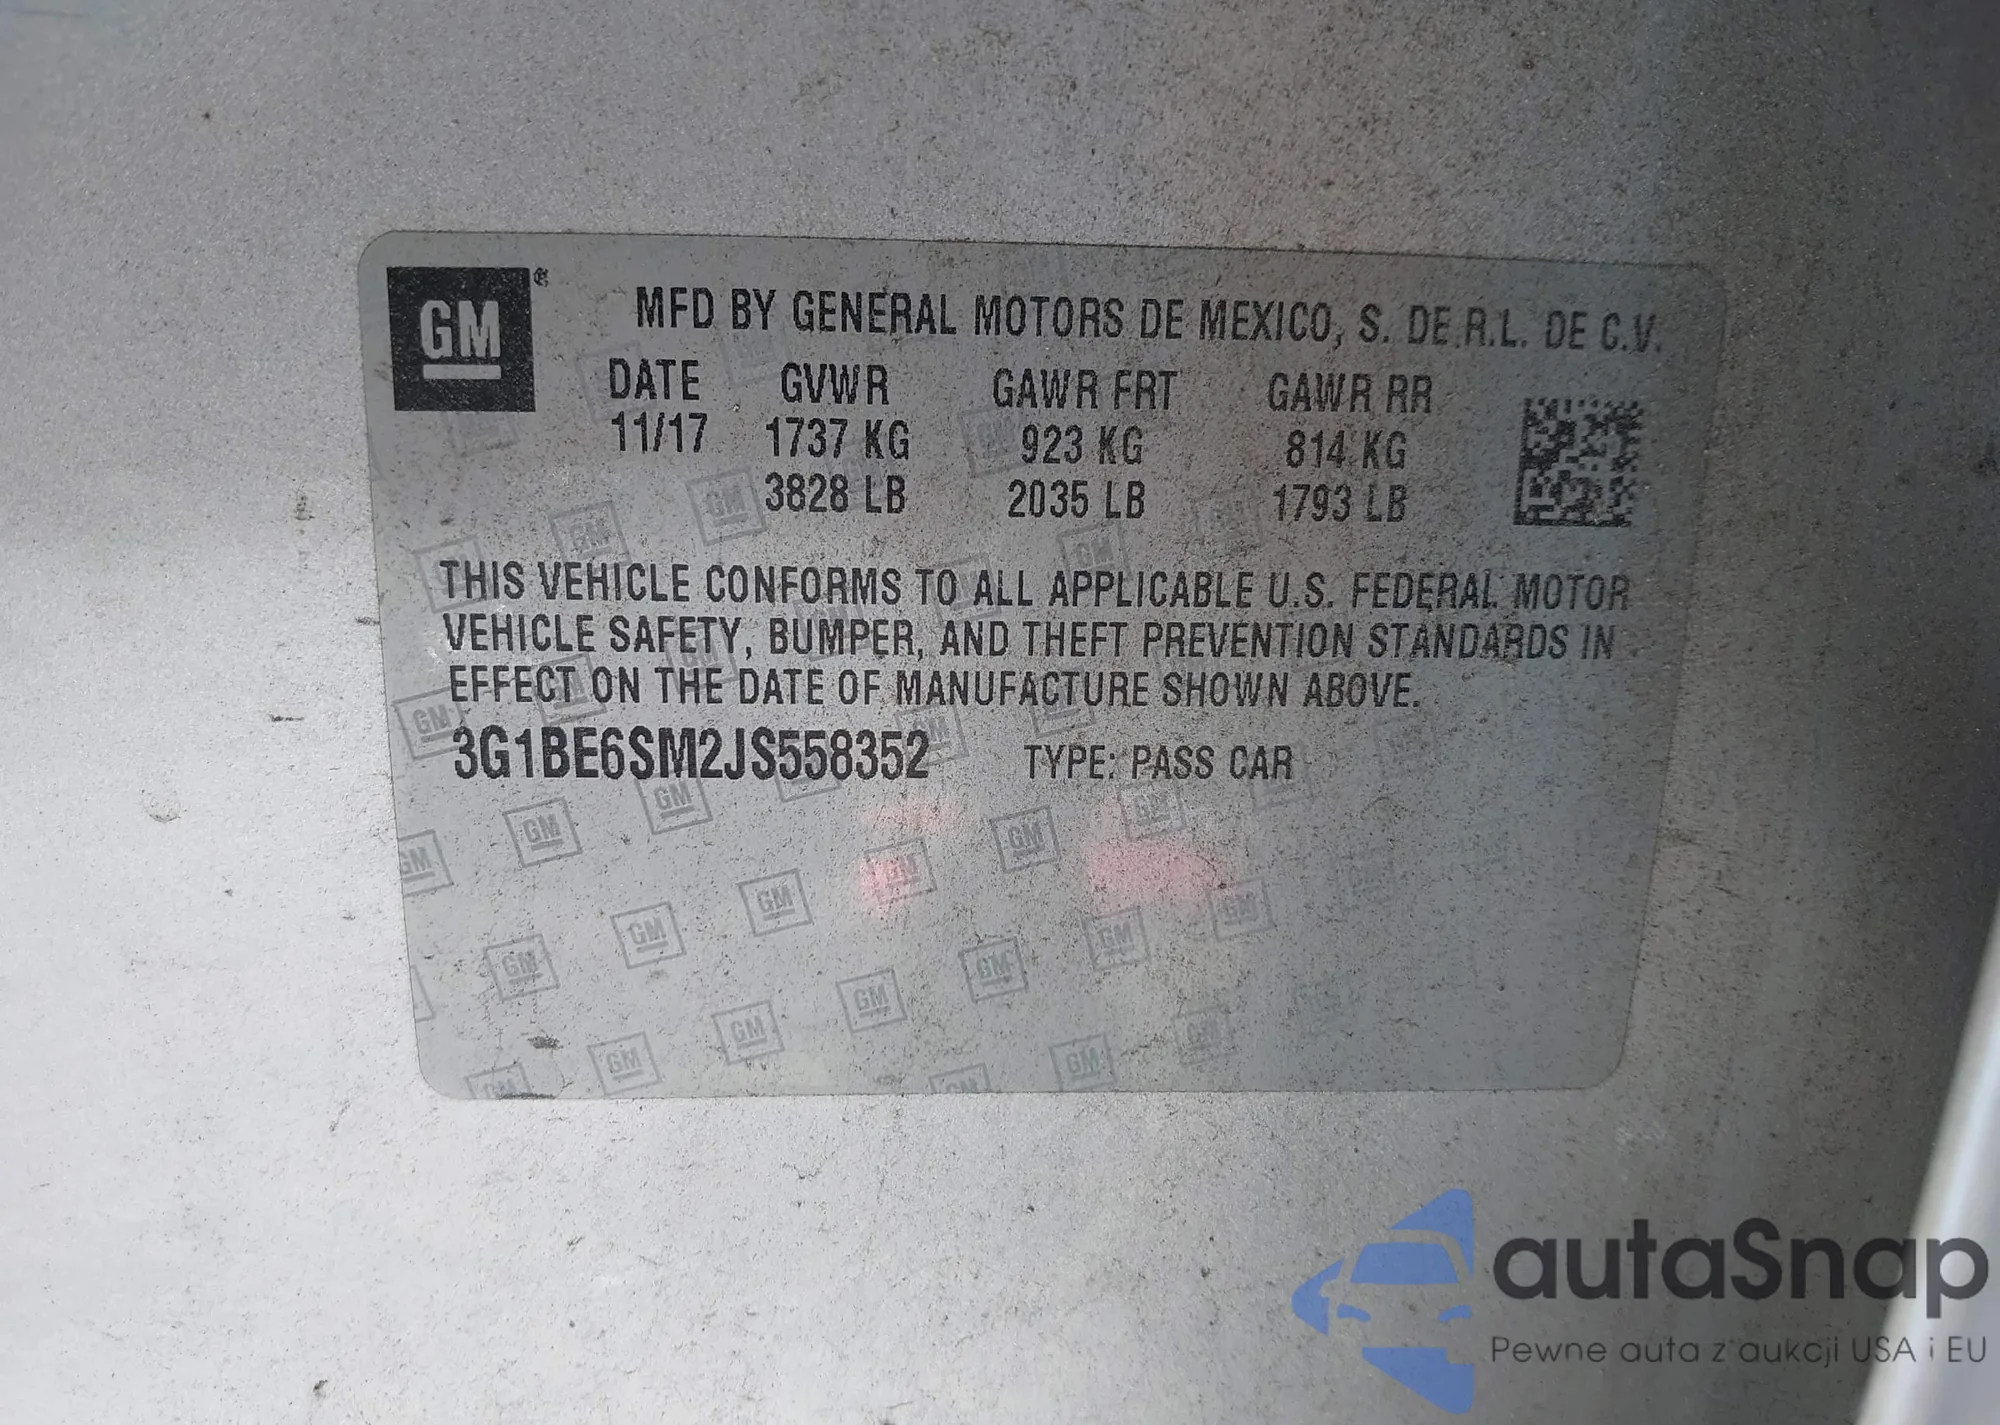 GM®
MFD BY GENERAL MOTORS DE MEXICO, S. DE R.L. DE C.V.
DATE GVWR GAWR FRT GAWR RR
11/17 1737 KG 923 KG 814 KG
3828 LB 2035 LB 1793 LB
THIS VEHICLE CONFORMS TO ALL APPLICABLE U.S. FEDERAL MOTOR
VEHICLE SAFETY, BUMPER, AND THEFT PREVENTION STANDARDS IN
EFFECT ON THE DATE OF MANUFACTURE SHOWN ABOVE.
3G1BE6SM2JS558352 TYPE: PASS CAR
autaSnap
Pewne auta z aukcji USA i EU